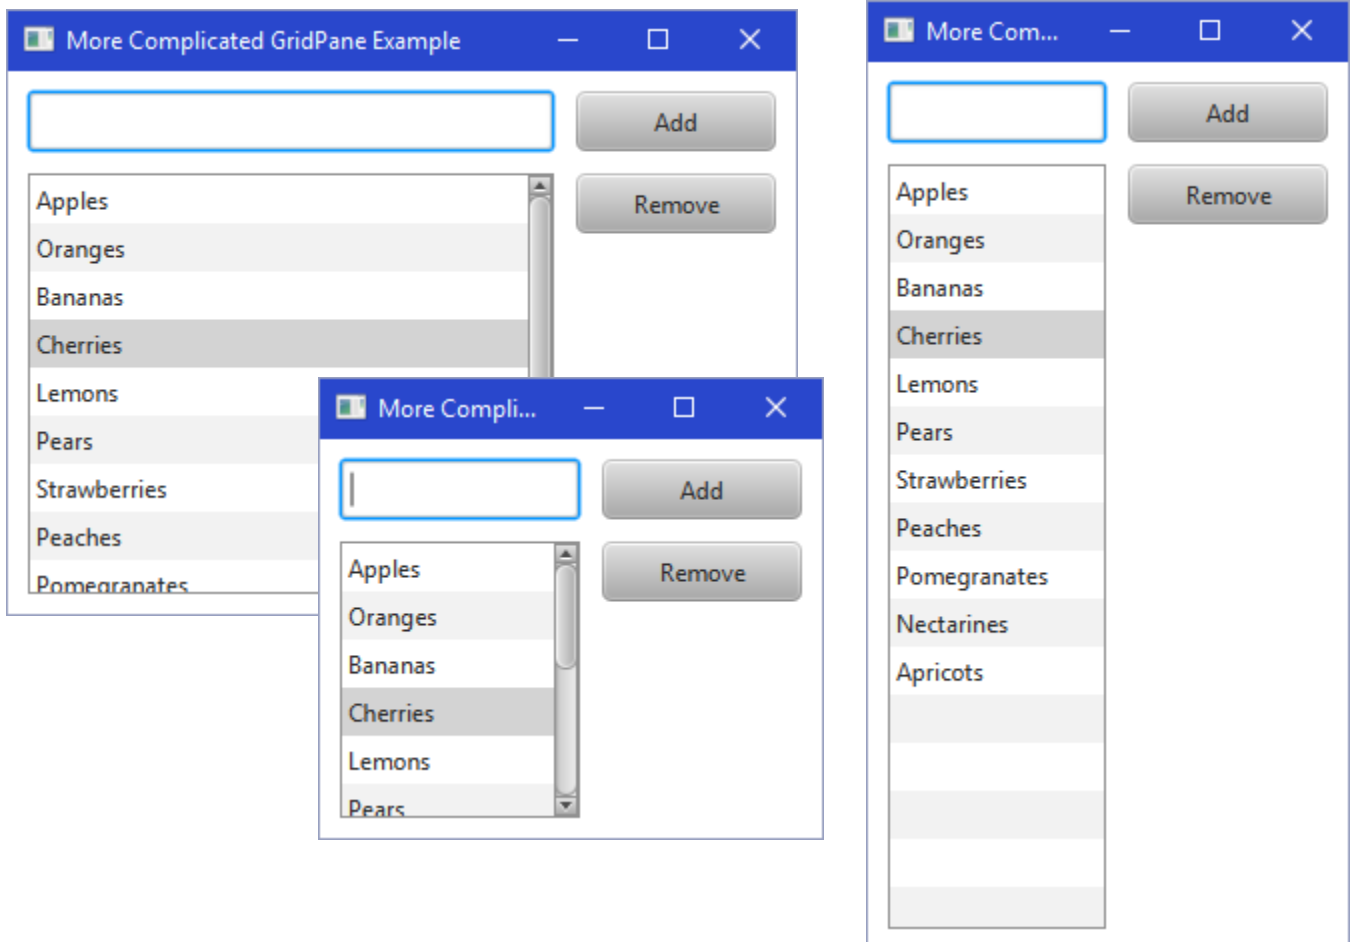 More Complicated GridPane Example
Add
Apples
Remove
Oranges
Bananas
Cherries
Lemons
Pears
Strawberries
Peaches
Pomegranates
More Compli...
Add
Apples
Remove
Oranges
Bananas
Cherries
Lemons
Pears
More Com...
Add
Apples
Remove
Oranges
Bananas
Cherries
Lemons
Pears
Strawberries
Peaches
Pomegranates
Nectarines
Apricots